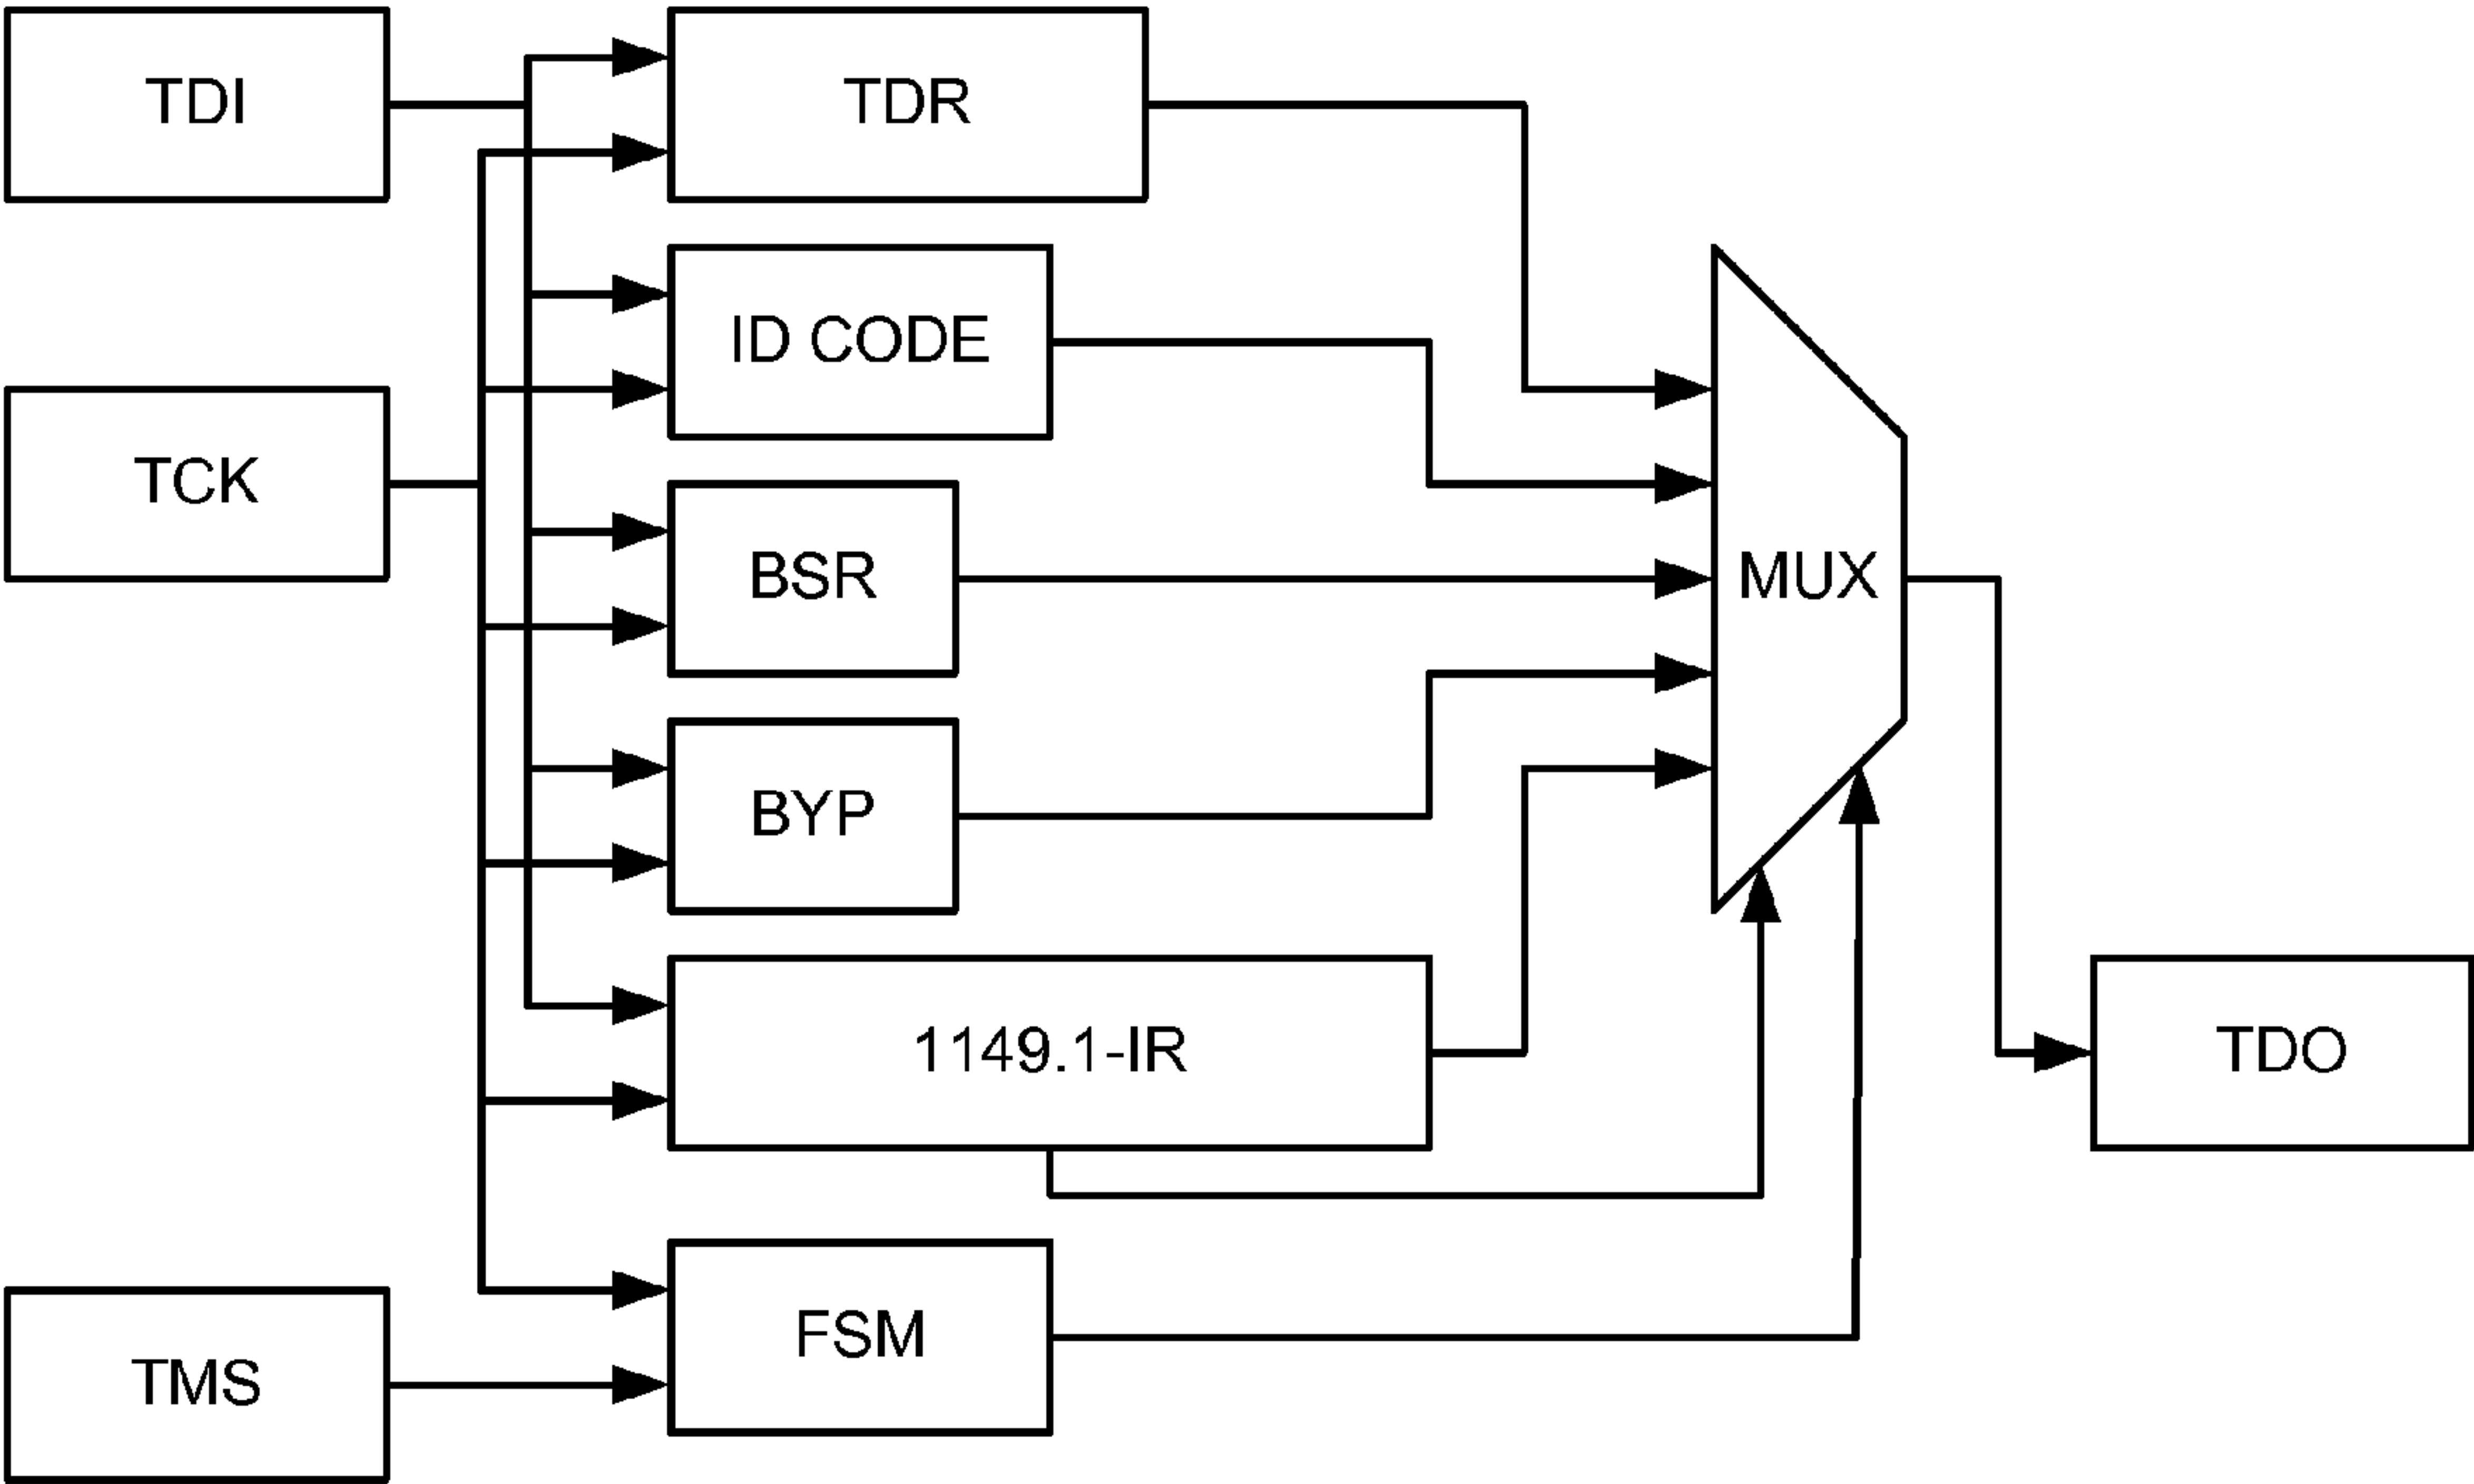 TDI
TDR
ID CODE
TCK
BSR
MUX
BYP
1149.1-IR
TDO
FSM
TMS